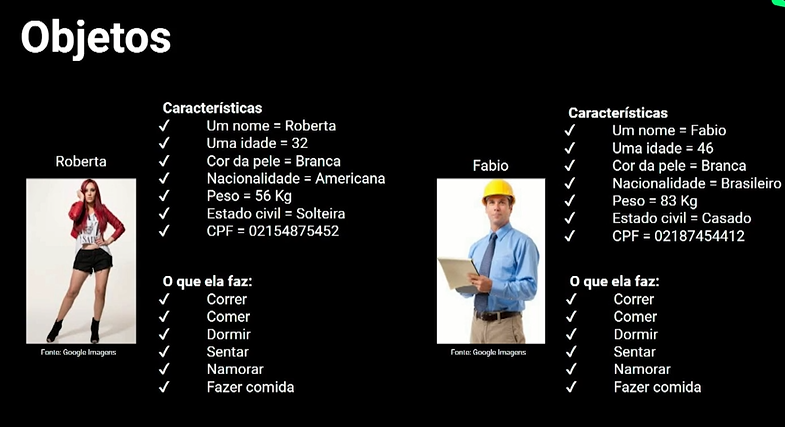 Objetos
Roberta
Fonte: Google Imagens
Características
✓ Um nome = Roberta
✓ Uma idade = 32
✓ Cor da pele = Branca
✓ Nacionalidade = Americana
✓ Peso = 56 Kg
✓ Estado civil = Solteira
✓ CPF = 02154875452
O que ela faz:
✓ Correr
✓ Comer
✓ Dormir
✓ Sentar
✓ Namorar
✓ Fazer comida
Fabio
Fonte: Google Imagens
Características
✓ Um nome = Fabio
✓ Uma idade = 46
✓ Cor da pele = Branca
✓ Nacionalidade = Brasileiro
✓ Peso = 83 Kg
✓ Estado civil = Casado
✓ CPF = 02187454412
O que ela faz:
✓ Correr
✓ Comer
✓ Dormir
✓ Sentar
✓ Namorar
✓ Fazer comida